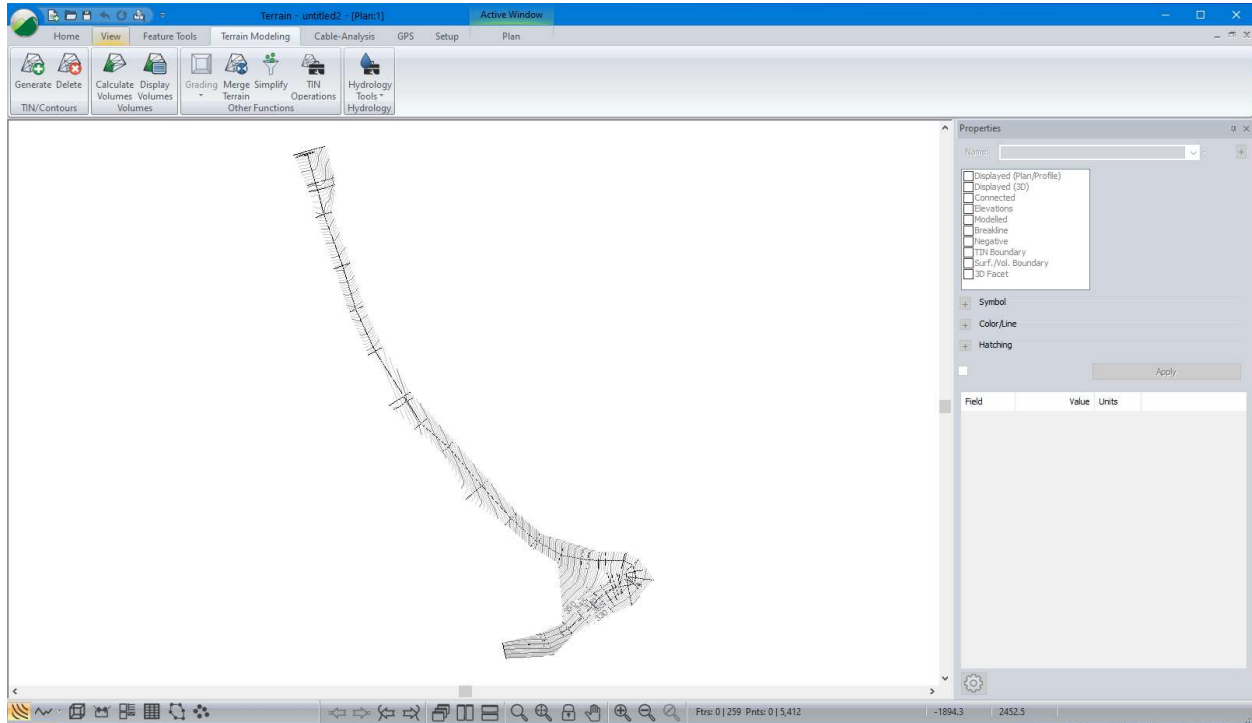 Terrain - untitled2 - [Plan:1]
Active Window
Home View Feature Tools Terrain Modeling Cable-Analysis GPS Setup Plan
Generate Delete Calculate Display Grading Merge Simplify TIN Hydrology
Volumes Volumes Terrain Operations Tools
TIN/Contours Volumes Other Functions Hydrology
Properties
Name:
Displayed (Plan/Profile)
Displayed (3D)
Connected
Elevations
Modelled
Breakline
Negative
TIN Boundary
Surf./Vol. Boundary
3D Facet
Symbol
Color/Line
Hatching
Apply
Field Value Units
Ftrs: 0 | 259 Pnts: 0 | 5,412 -1894.3 2452.5